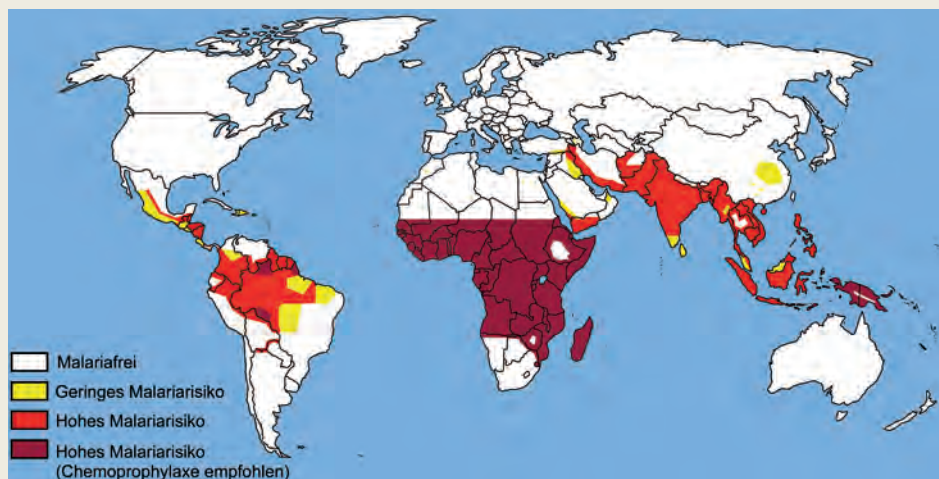 Malariafrei
Geringes Malariarisiko
Hohes Malariarisiko
Hohes Malariarisiko
(Chemoprophylaxe empfohlen)